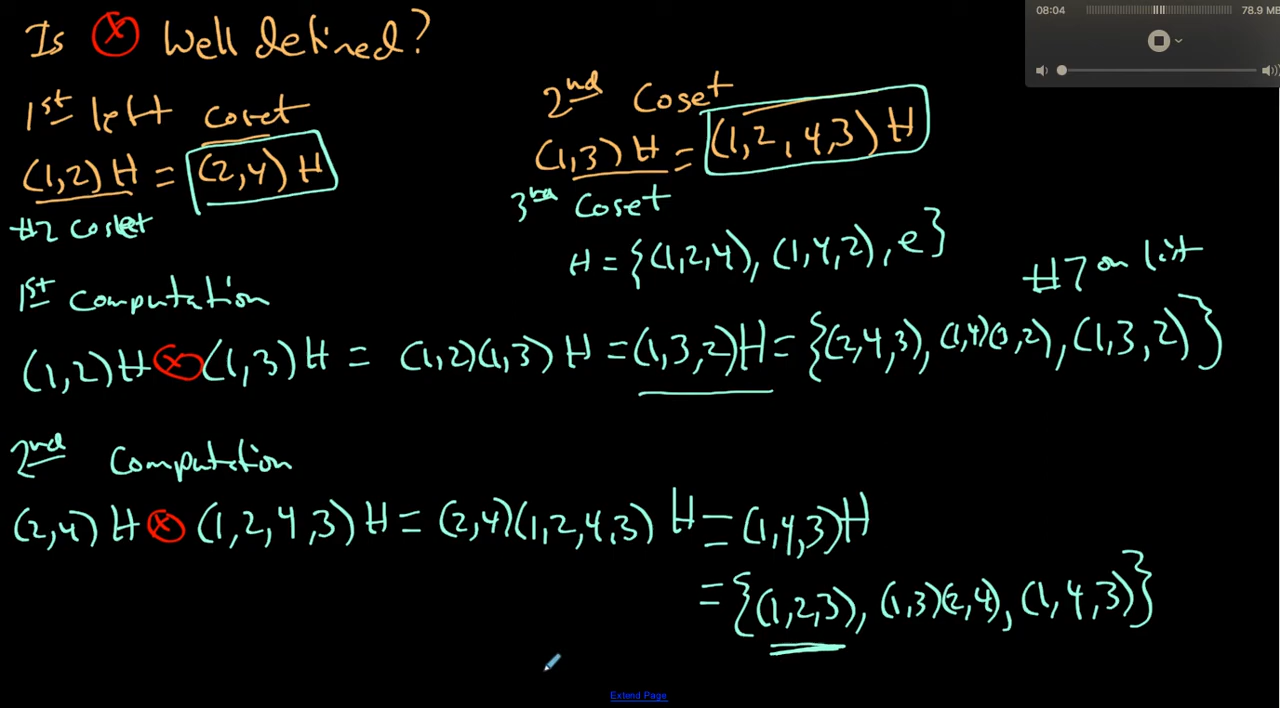 Is ⊗ Well defined?
08:04 78.9 MB
1st left coset
(1,2) H = (2,4) H
#2 Coset
2nd Coset
(1,3) H = (1,2,4,3) H
3rd Coset
H = {(1,2,4), (1,4,2), e}
#7 on list
1st computation
(1,2) H ⊗ (1,3) H = (1,2)(1,3) H = (1,3,2) H = {(2,4,3), (1,4)(3,2), (1,3,2)}
2nd Computation
(2,4) H ⊗ (1,2,4,3) H = (2,4)(1,2,4,3) H = (1,4,3) H
= {(1,2,3), (1,3)(2,4), (1,4,3)}
Extend Page